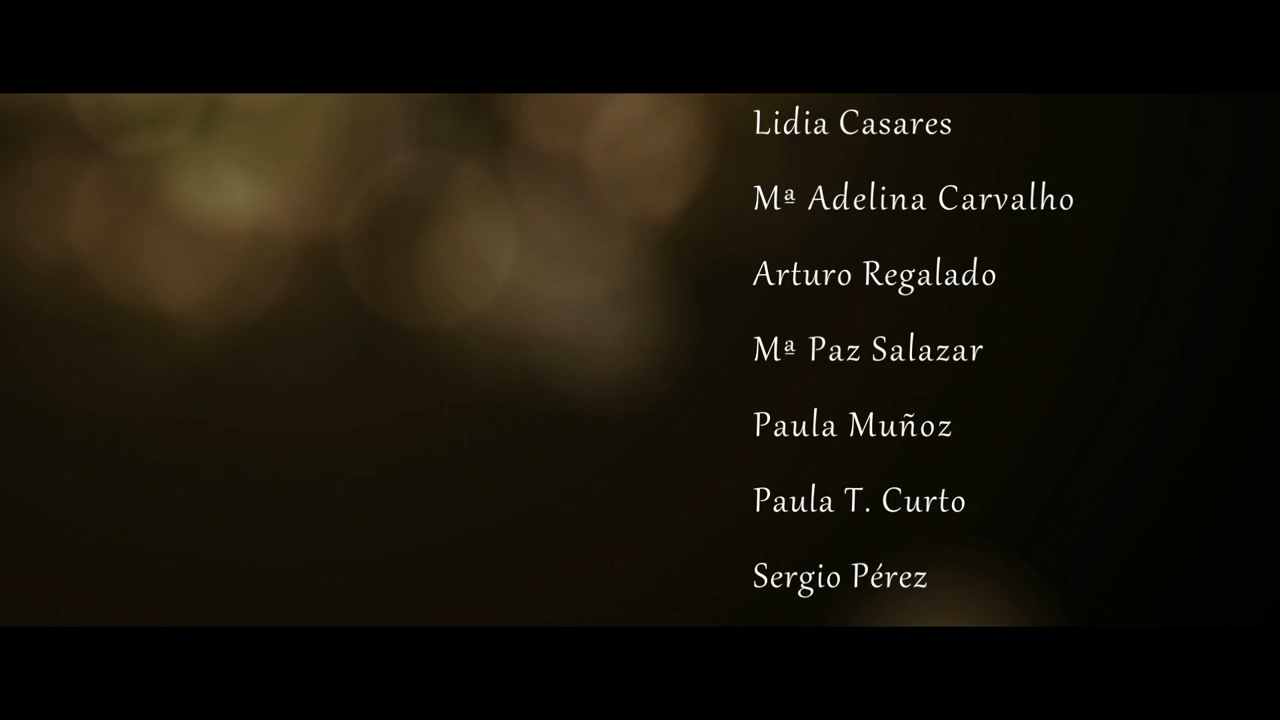 Lidia Casares
Mª Adelina Carvalho
Arturo Regalado
Mª Paz Salazar
Paula Muñoz
Paula T. Curto
Sergio Pérez